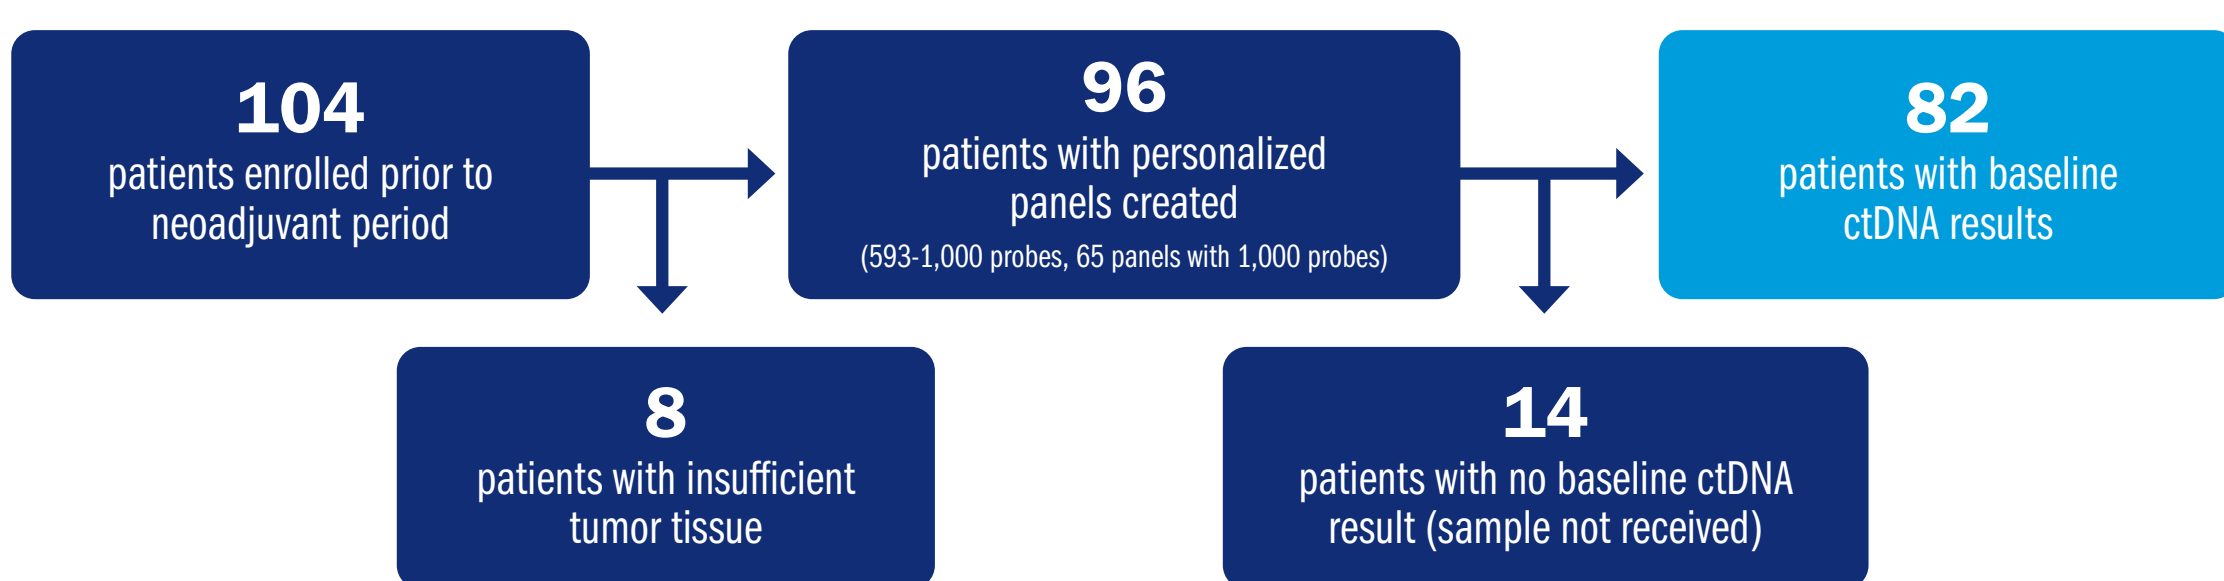 104
patients enrolled prior to
neoadjuvant period
96
patients with personalized
panels created
(593-1,000 probes, 65 panels with 1,000 probes)
82
patients with baseline
ctDNA results
8
patients with insufficient
tumor tissue
14
patients with no baseline ctDNA
result (sample not received)